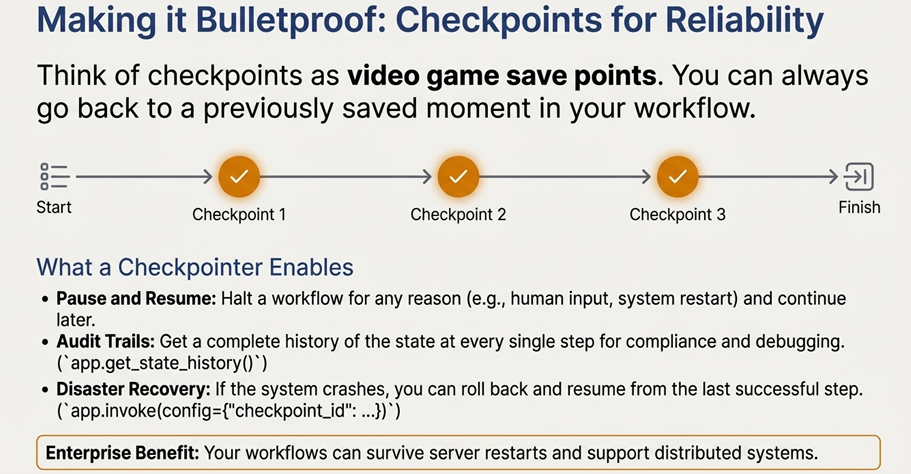 Making it Bulletproof: Checkpoints for Reliability
Think of checkpoints as video game save points. You can always
go back to a previously saved moment in your workflow.
Start
Checkpoint 1
Checkpoint 2
Checkpoint 3
Finish
What a Checkpointer Enables
• Pause and Resume: Halt a workflow for any reason (e.g., human input, system restart) and continue
later.
• Audit Trails: Get a complete history of the state at every single step for compliance and debugging.
(`app.get_state_history()`)
• Disaster Recovery: If the system crashes, you can roll back and resume from the last successful step.
(`app.invoke(config={"checkpoint_id": ...})`)
Enterprise Benefit: Your workflows can survive server restarts and support distributed systems.